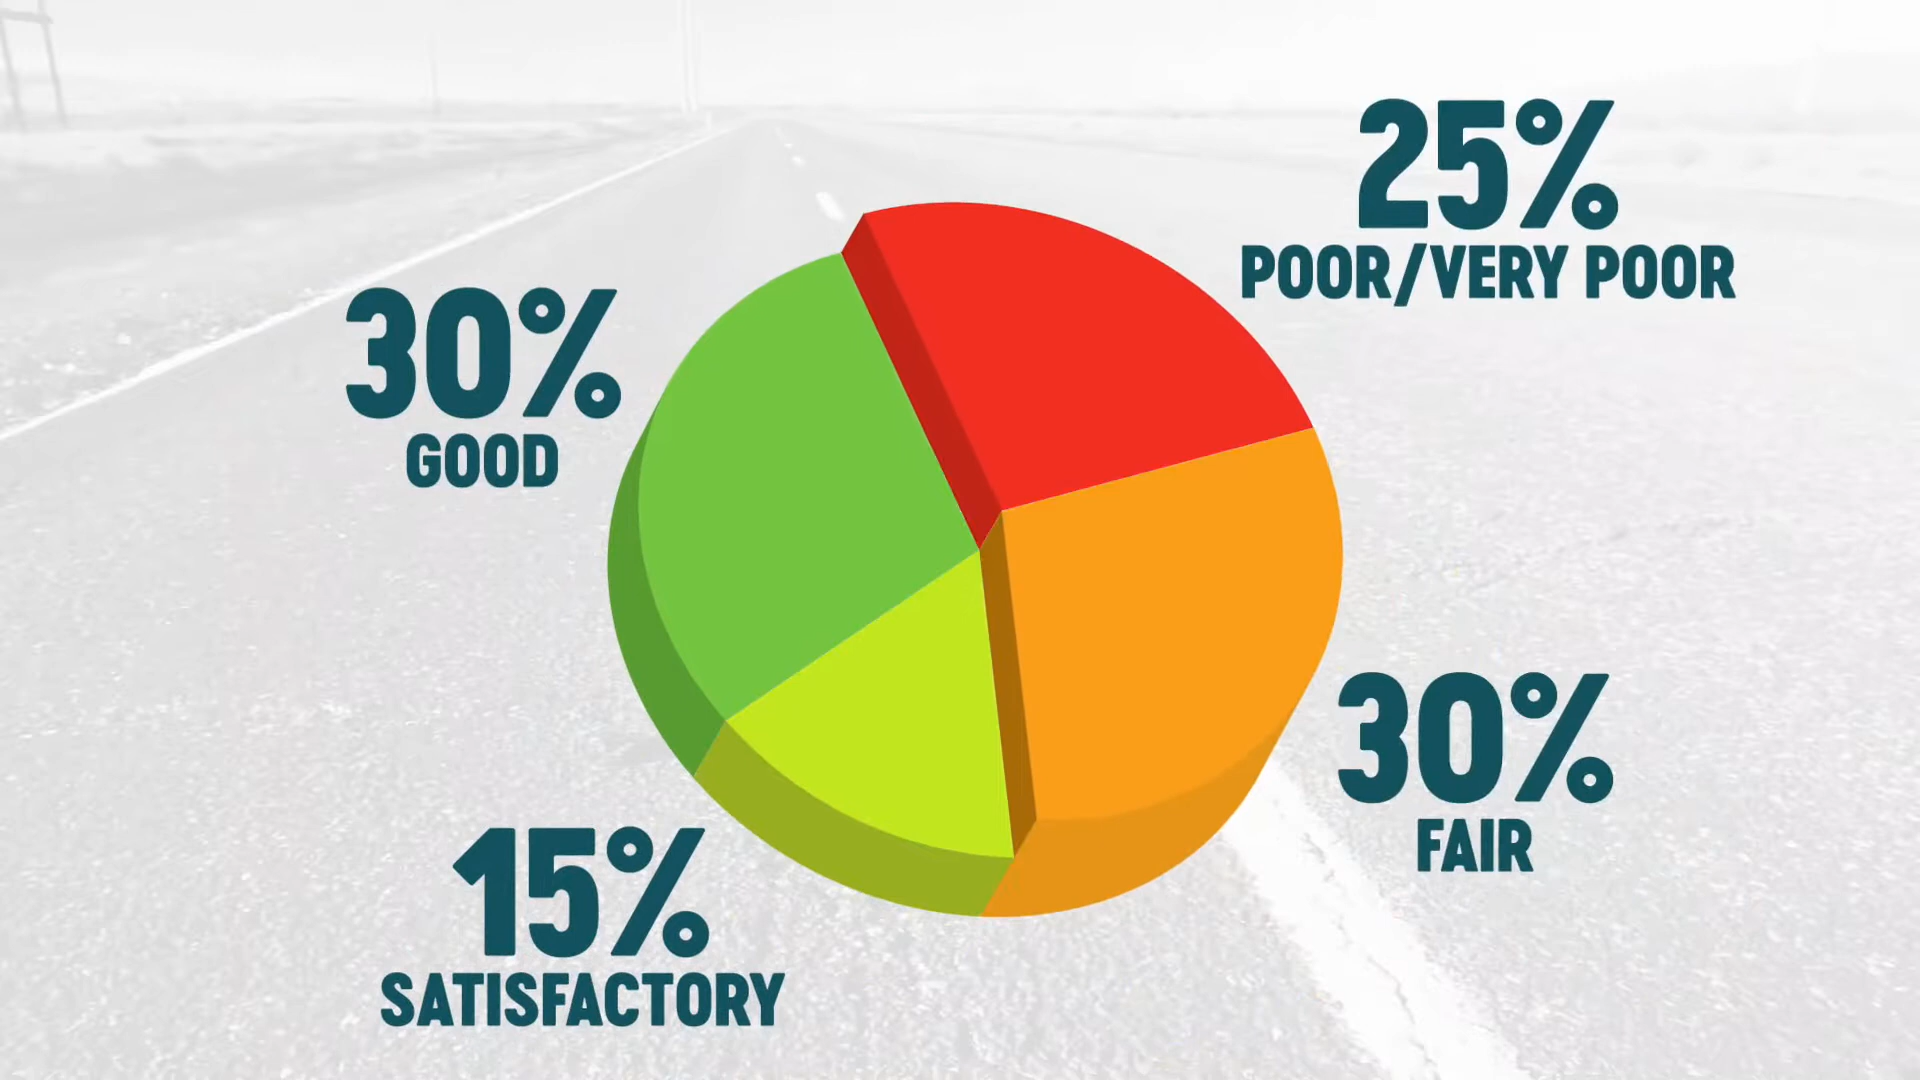 25%
POOR/VERY POOR
30%
GOOD
30%
FAIR
15%
SATISFACTORY